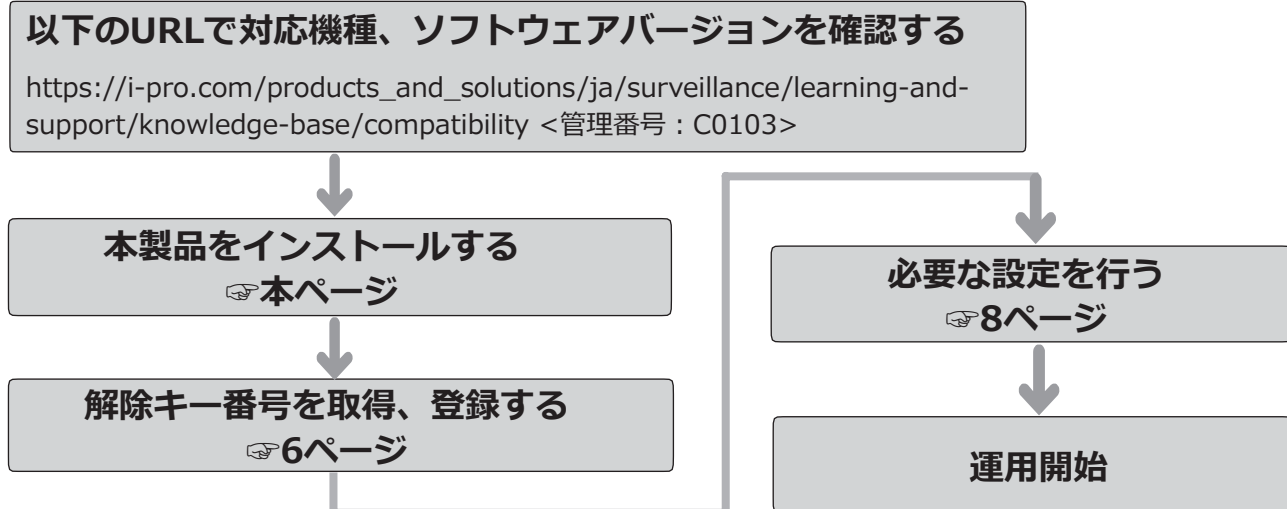 以下のURLで対応機種、ソフトウェアバージョンを確認する
https://i-pro.com/products_and_solutions/ja/surveillance/learning-and-
support/knowledge-base/compatibility <管理番号：C0103>
本製品をインストールする
☞本ページ
解除キー番号を取得、登録する
☞6ページ
必要な設定を行う
☞8ページ
運用開始